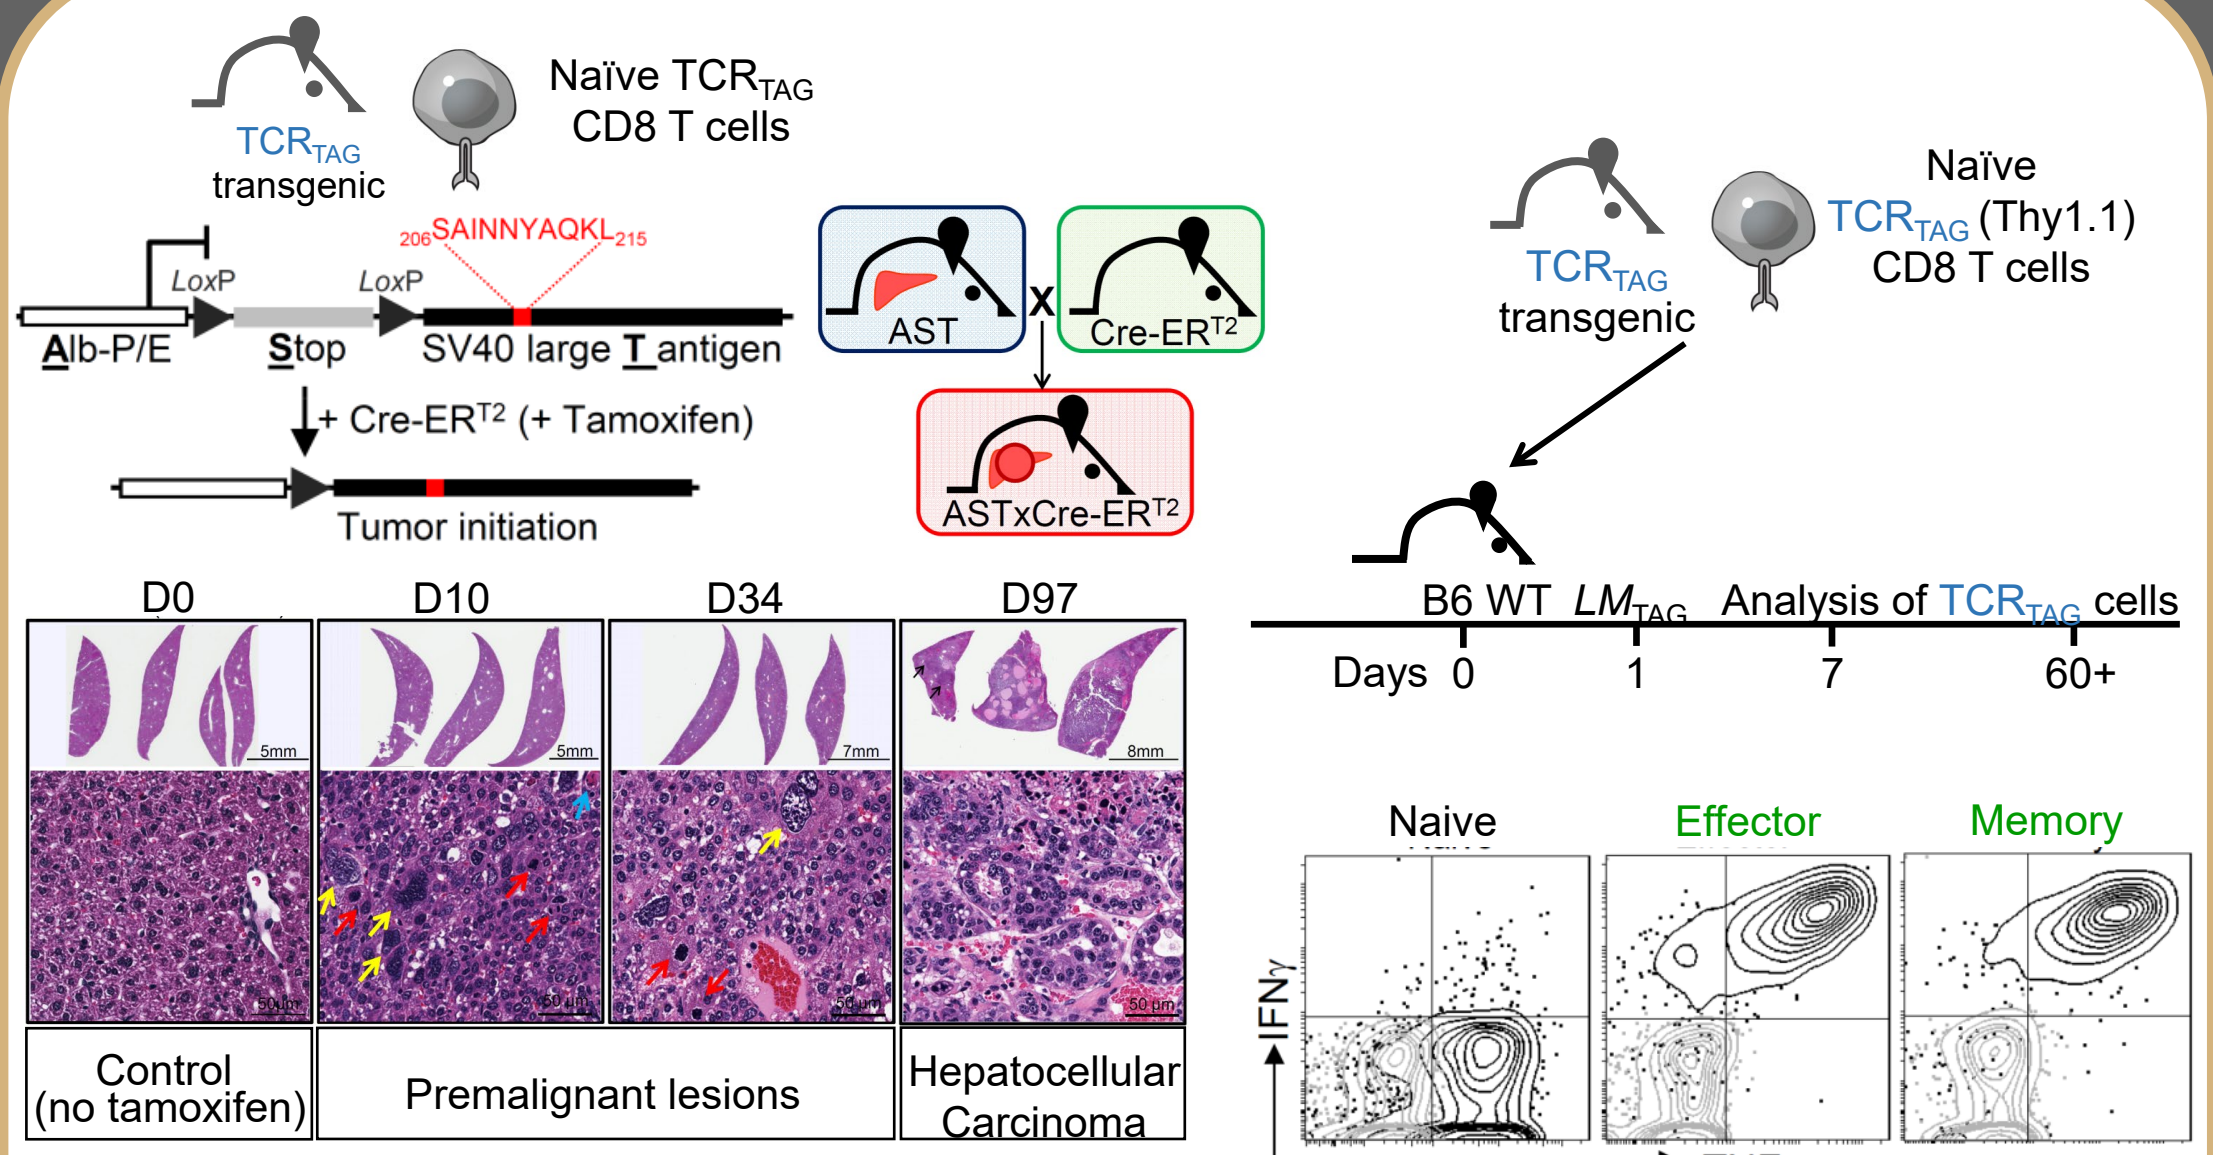 Naïve TCRTAG
CD8 T cells
TCRTAG
transgenic
206SAINNYAQKL215
LoxP
LoxP
Alb-P/E
Stop
SV40 large T antigen
+ Cre-ERT2 (+ Tamoxifen)
Tumor initiation
AST
X
Cre-ERT2
ASTxCre-ERT2
D0
D10
D34
D97
5mm
5mm
7mm
8mm
50 µm
50 µm
50 µm
50 µm
Control
(no tamoxifen)
Premalignant lesions
Hepatocellular
Carcinoma
Naïve
TCRTAG (Thy1.1)
CD8 T cells
TCRTAG
transgenic
B6 WT LMTAG Analysis of TCRTAG cells
Days 0 1 7 60+
Naive
Effector
Memory
IFNγ